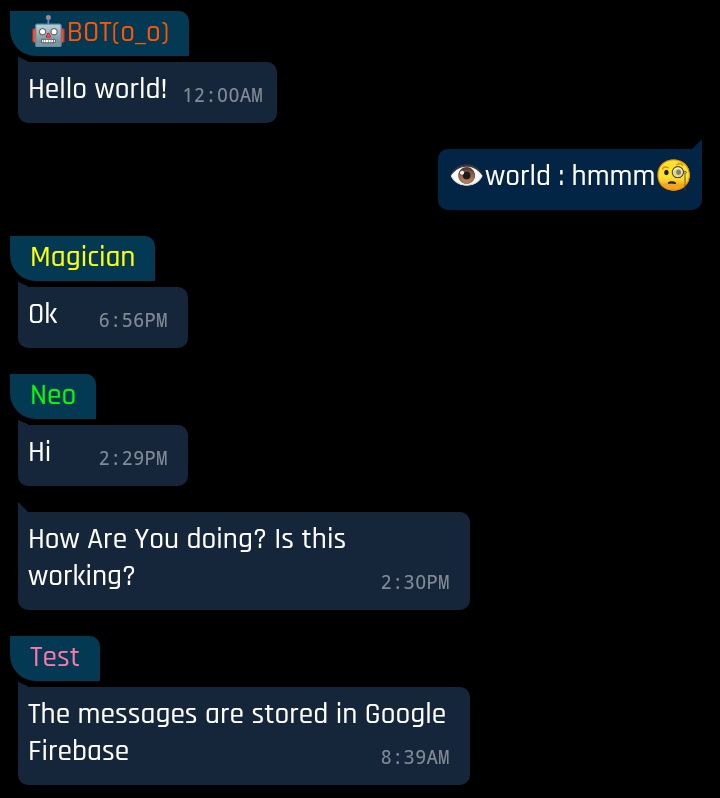 🤖BOT(o_o)
Hello world! 12:00AM
👁️world : hmmm🧐
Magician
Ok 6:56PM
Neo
Hi 2:29PM
How Are You doing? Is this
working? 2:30PM
Test
The messages are stored in Google
Firebase 8:39AM